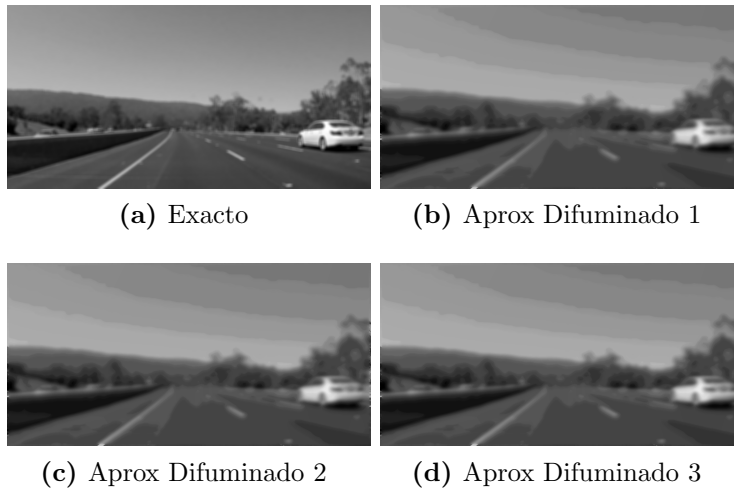 (a) Exacto
(b) Aprox Difuminado 1
(c) Aprox Difuminado 2
(d) Aprox Difuminado 3